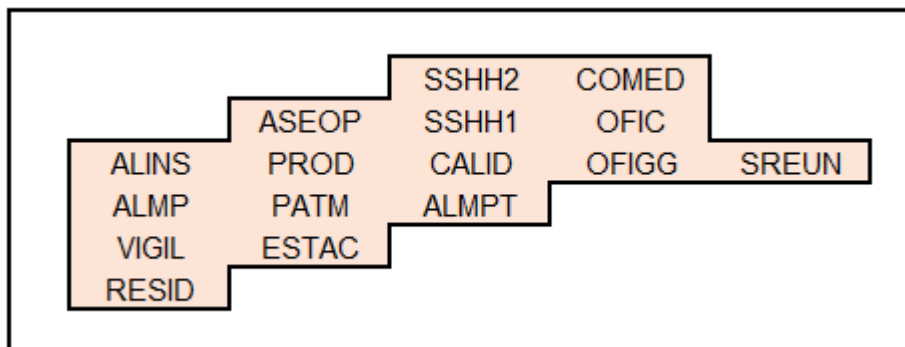 SSHH2 COMED
ASEOP SSHH1 OFIC
ALINS PROD CALID OFIGG SREUN
ALMP PATM ALMPT
VIGIL ESTAC
RESID